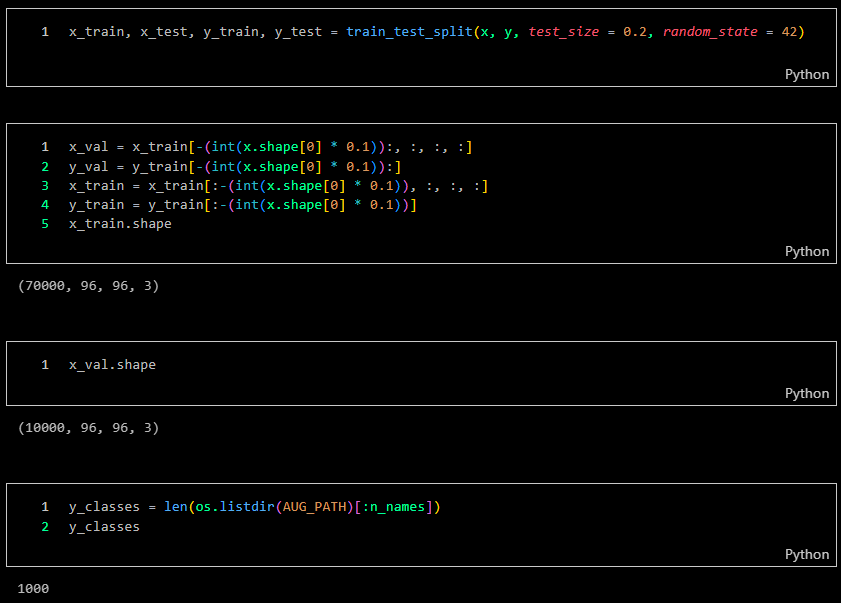 1 x_train, x_test, y_train, y_test = train_test_split(x, y, test_size = 0.2, random_state = 42)
Python
1 x_val = x_train[-(int(x.shape[0] * 0.1)):, :, :, :]
2 y_val = y_train[-(int(x.shape[0] * 0.1)):]
3 x_train = x_train[:-(int(x.shape[0] * 0.1)), :, :, :]
4 y_train = y_train[:-(int(x.shape[0] * 0.1))]
5 x_train.shape
Python
(70000, 96, 96, 3)
1 x_val.shape
Python
(10000, 96, 96, 3)
1 y_classes = len(os.listdir(AUG_PATH)[:n_names])
2 y_classes
Python
1000